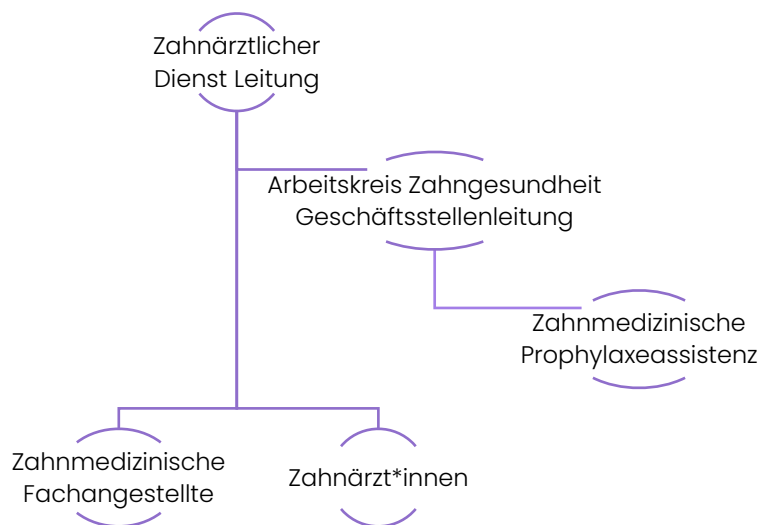 Zahnärztlicher
Dienst Leitung
Arbeitskreis Zahngesundheit
Geschäftsstellenleitung
Zahnmedizinische
Prophylaxeassistenz
Zahnmedizinische
Fachangestellte
Zahnärzt*innen